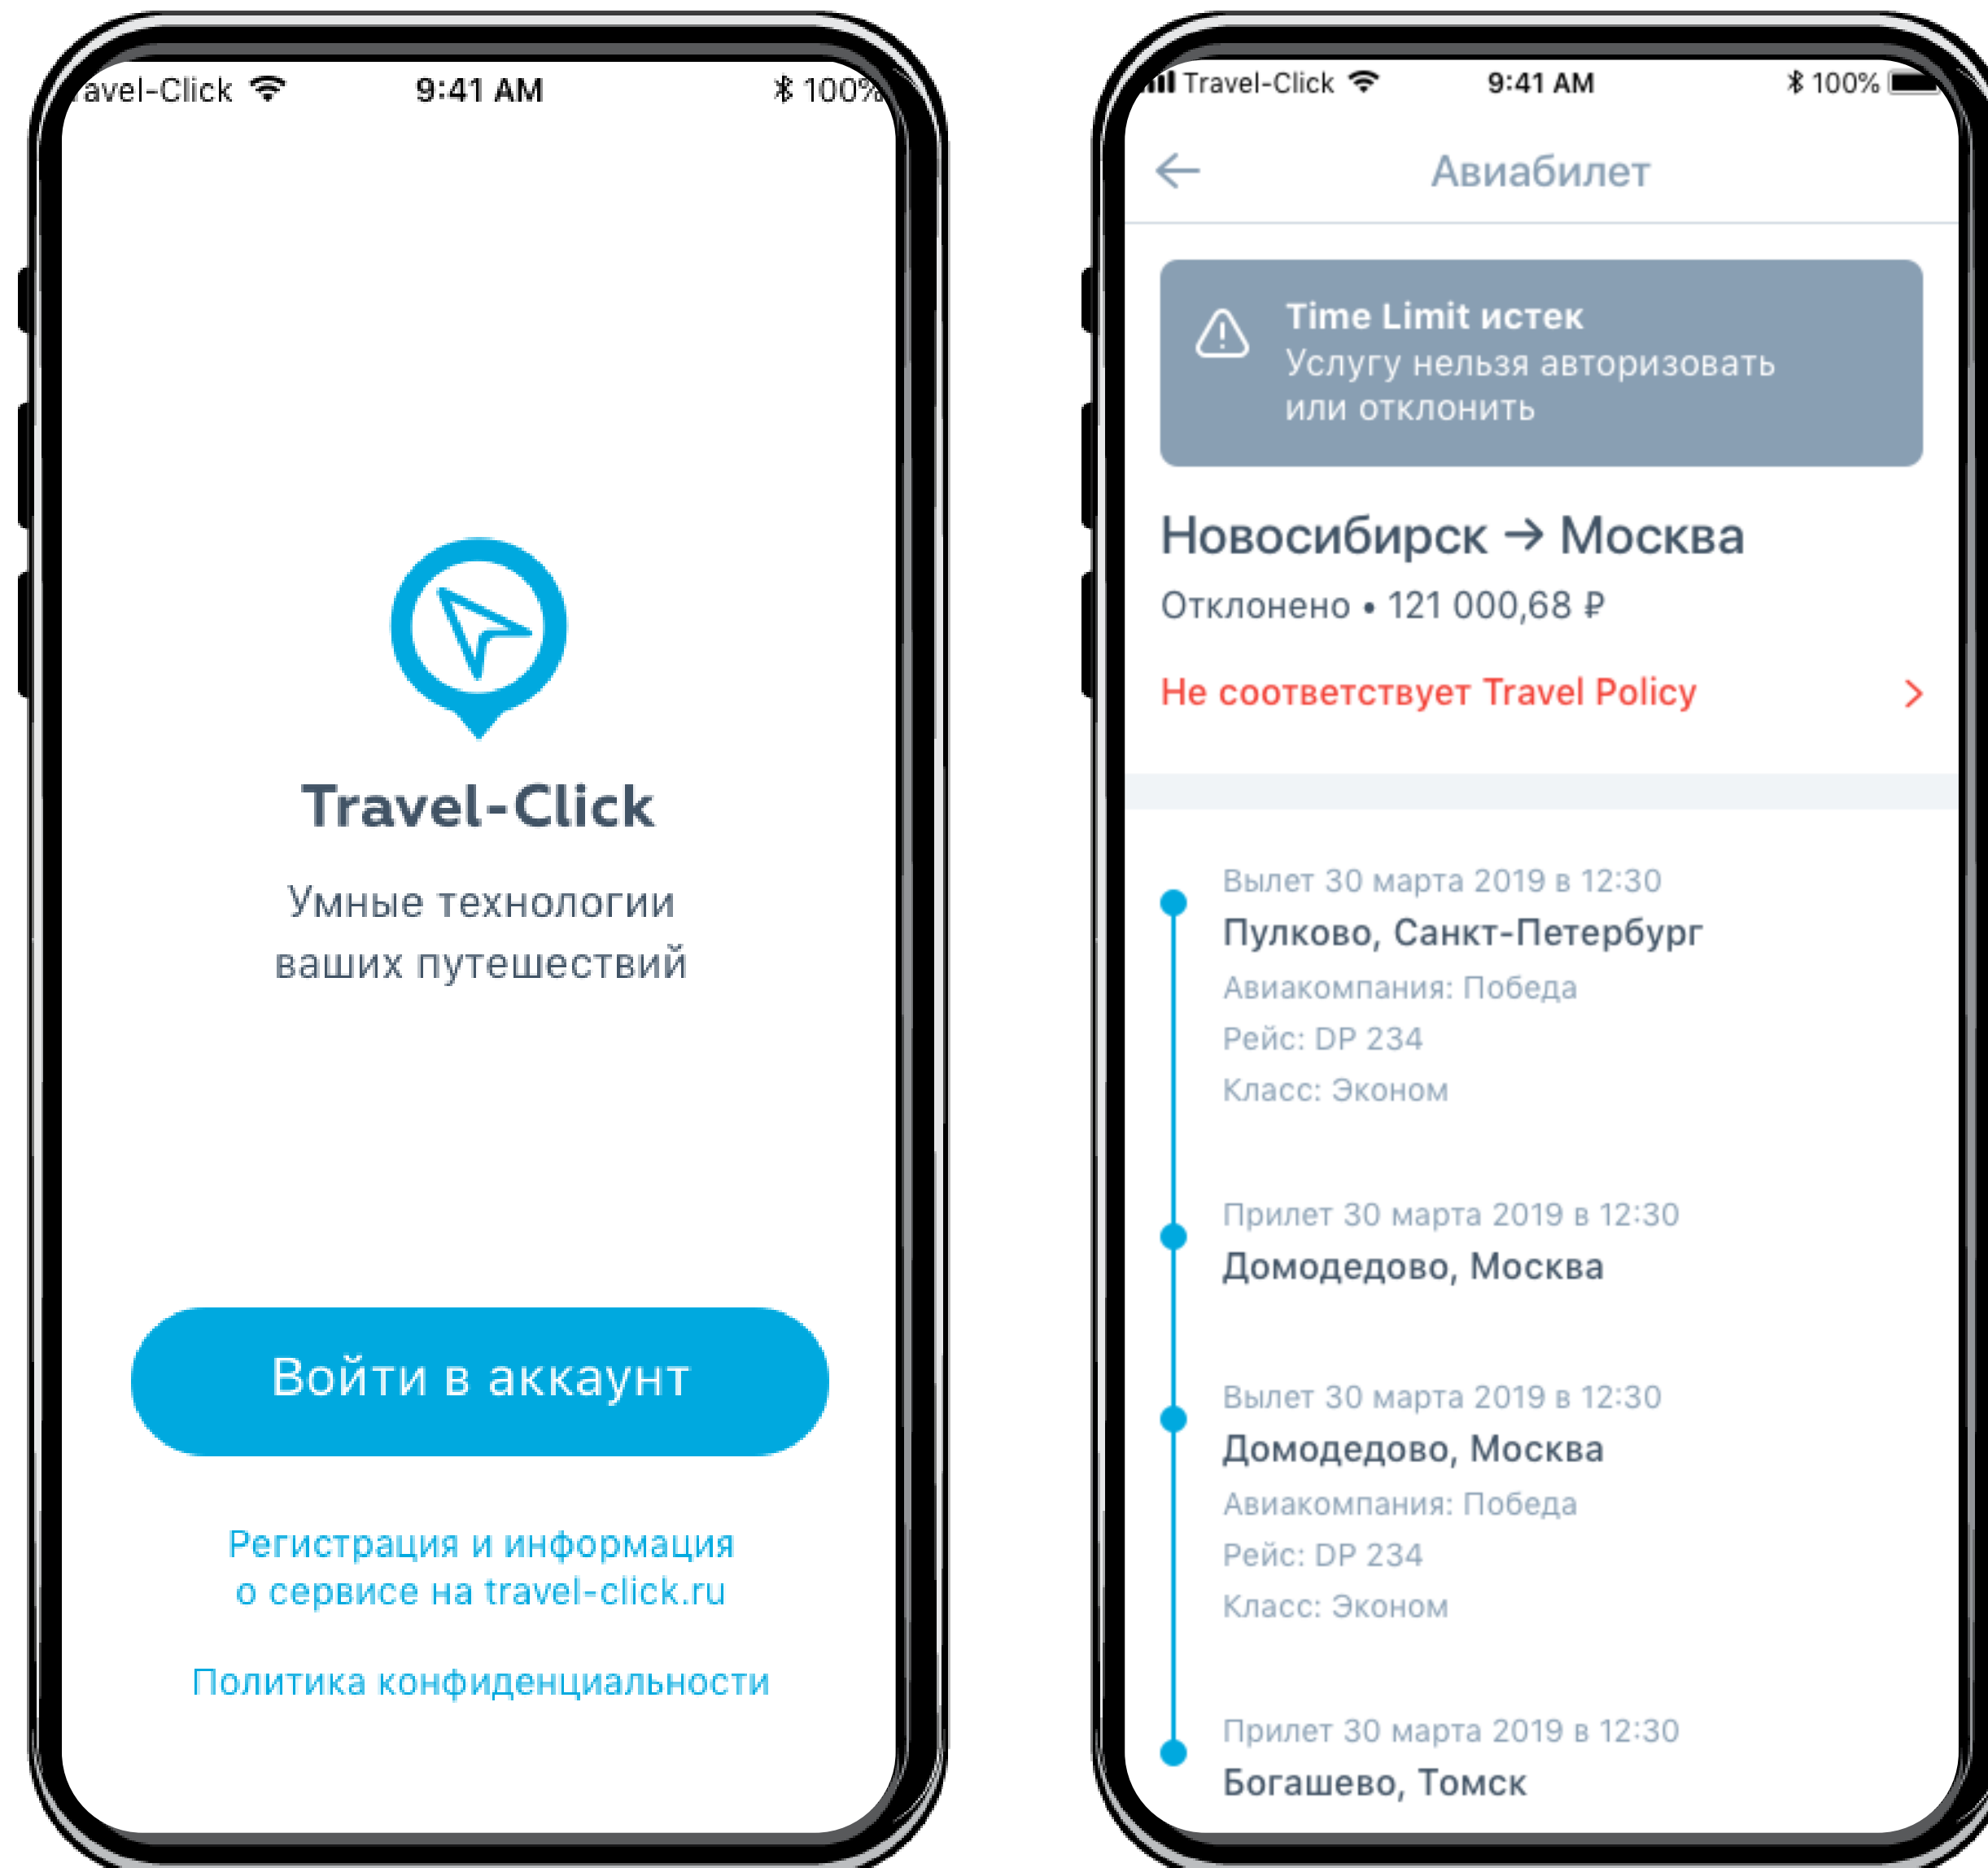 avel-Click 9:41 AM 100%
Travel-Click
Умные технологии
ваших путешествий
Войти в аккаунт
Регистрация и информация
о сервисе на travel-click.ru
Политика конфиденциальности
Travel-Click 9:41 AM 100%
Авиабилет
Time Limit истек
Услугу нельзя авторизовать
или отклонить
Новосибирск → Москва
Отклонено • 121 000,68 ₽
Не соответствует Travel Policy
Вылет 30 марта 2019 в 12:30
Пулково, Санкт-Петербург
Авиакомпания: Победа
Рейс: DP 234
Класс: Эконом
Прилет 30 марта 2019 в 12:30
Домодедово, Москва
Вылет 30 марта 2019 в 12:30
Домодедово, Москва
Авиакомпания: Победа
Рейс: DP 234
Класс: Эконом
Прилет 30 марта 2019 в 12:30
Богашево, Томск